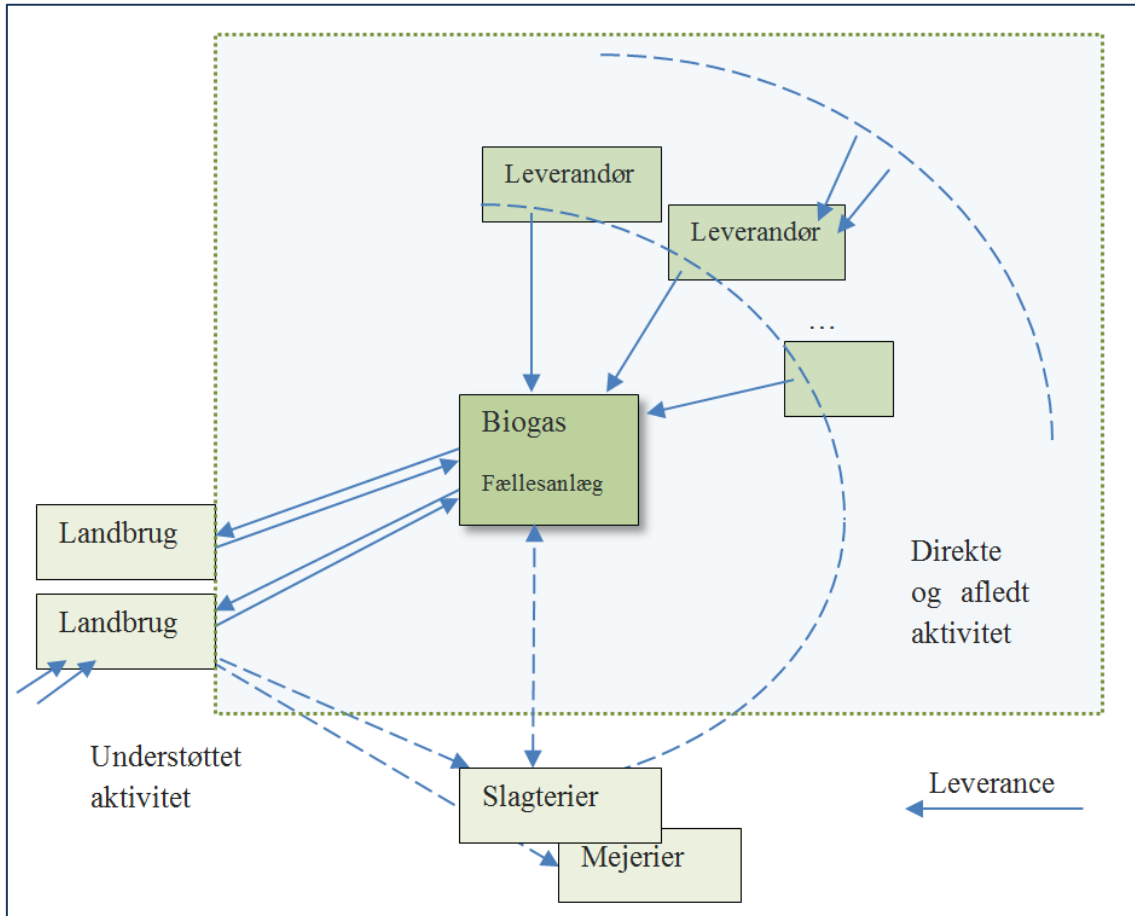 Leverandør
Leverandør
...
Biogas
Fællesanlæg
Landbrug
Landbrug
Direkte
og afledt
aktivitet
Understøttet
aktivitet
Slagterier
Mejerier
Leverance